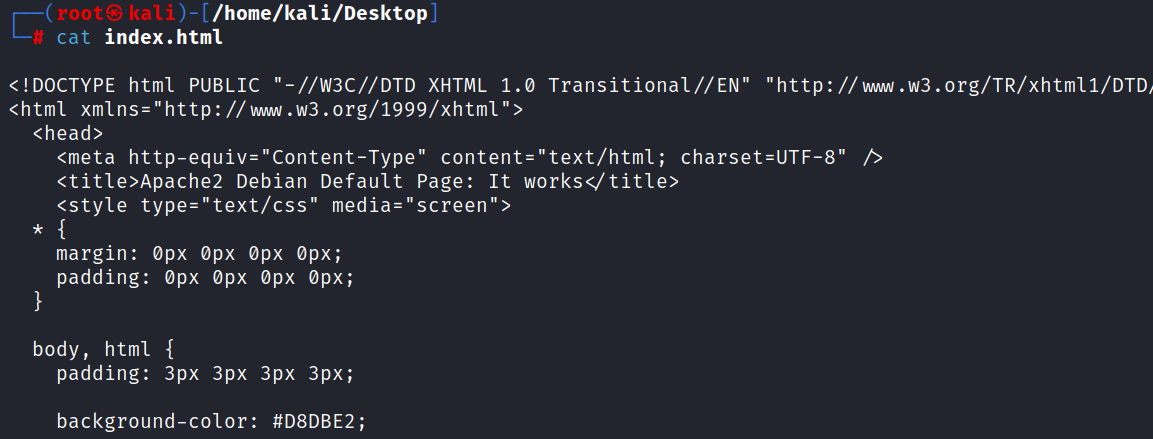 ┌──(root㉿kali)-[/home/kali/Desktop]
└─# cat index.html

<!DOCTYPE html PUBLIC "-//W3C//DTD XHTML 1.0 Transitional//EN" "http://www.w3.org/TR/xhtml1/DTD/
<html xmlns="http://www.w3.org/1999/xhtml">
  <head>
    <meta http-equiv="Content-Type" content="text/html; charset=UTF-8" />
    <title>Apache2 Debian Default Page: It works</title>
    <style type="text/css" media="screen">
  * {
    margin: 0px 0px 0px 0px;
    padding: 0px 0px 0px 0px;
  }

  body, html {
    padding: 3px 3px 3px 3px;

    background-color: #D8DBE2;